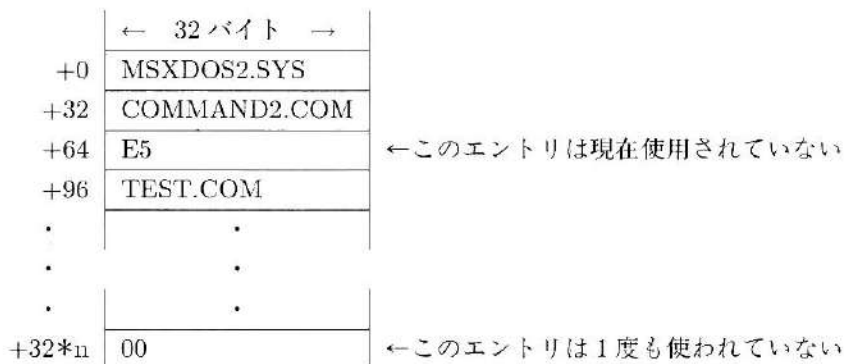 ← 32 バイト →
+0 MSXDOS2.SYS
+32 COMMAND2.COM
+64 E5 ←このエントリは現在使用されていない
+96 TEST.COM
・ ・
・ ・
・ ・
+32*n 00 ←このエントリは1度も使われていない